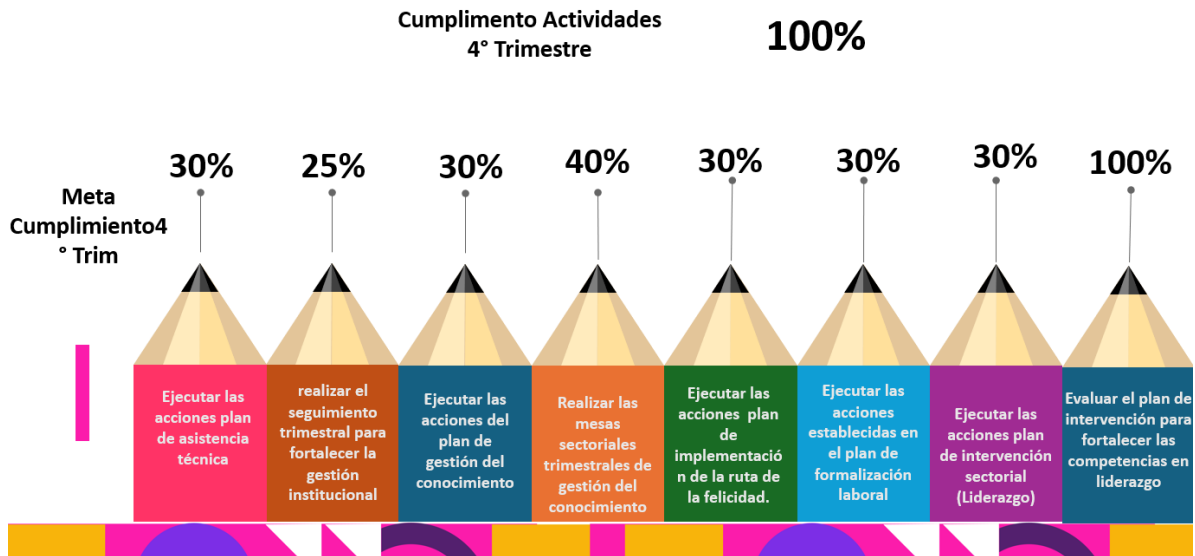 Cumplimento Actividades
4° Trimestre
100%
30%
25%
30%
40%
30%
30%
30%
100%
Meta
Cumplimiento4
° Trim
Ejecutar las
acciones plan
de asistencia
técnica
realizar el
seguimiento
trimestral para
fortalecer la
gestión
institucional
Ejecutar las
acciones del
plan de
gestión del
conocimiento
Realizar las
mesas
sectoriales
trimestrales de
gestión del
conocimiento
Ejecutar las
acciones plan
de
implementació
n de la ruta de
la felicidad.
Ejecutar las
acciones
establecidas en
el plan de
formalización
laboral
Ejecutar las
acciones plan
de intervención
sectorial
(Liderazgo)
Evaluar el plan de
intervención para
fortalecer las
competencias en
liderazgo